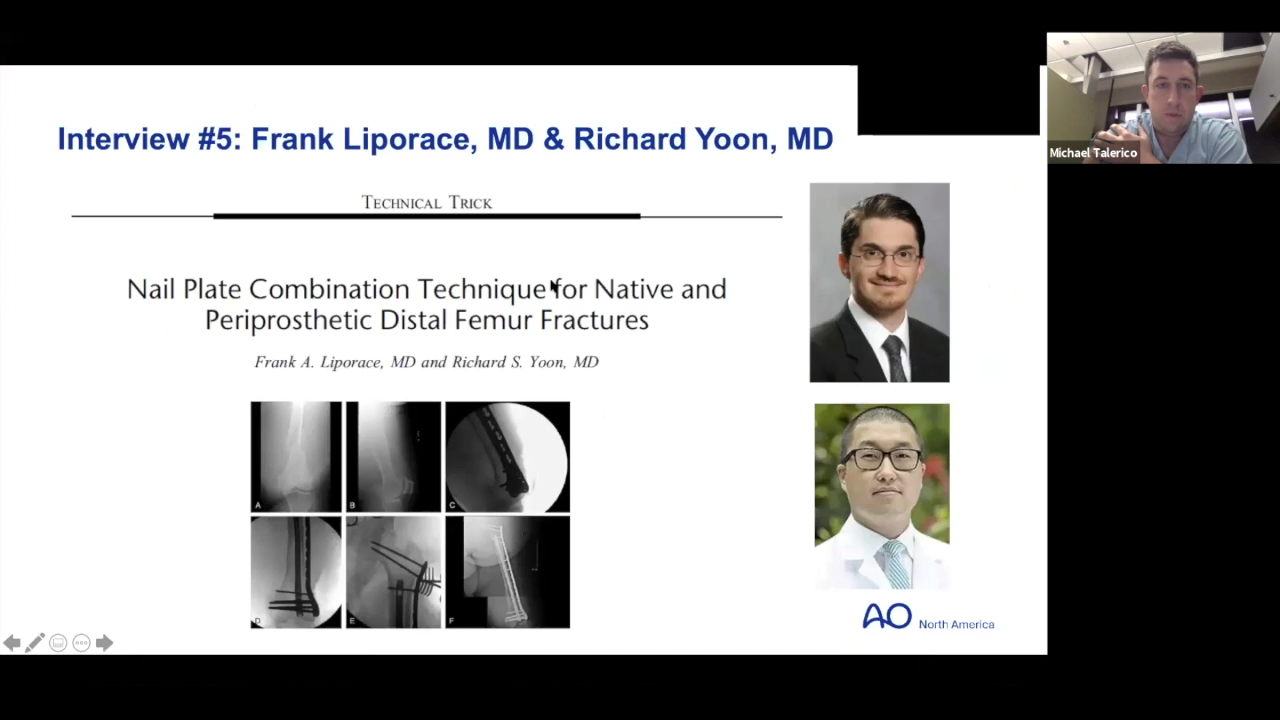 Interview #5: Frank Liporace, MD & Richard Yoon, MD
TECHNICAL TRICK
Nail Plate Combination Technique for Native and
Periprosthetic Distal Femur Fractures
Frank A. Liporace, MD and Richard S. Yoon, MD
A
B
C
D
E
F
AO North America
Michael Talerico